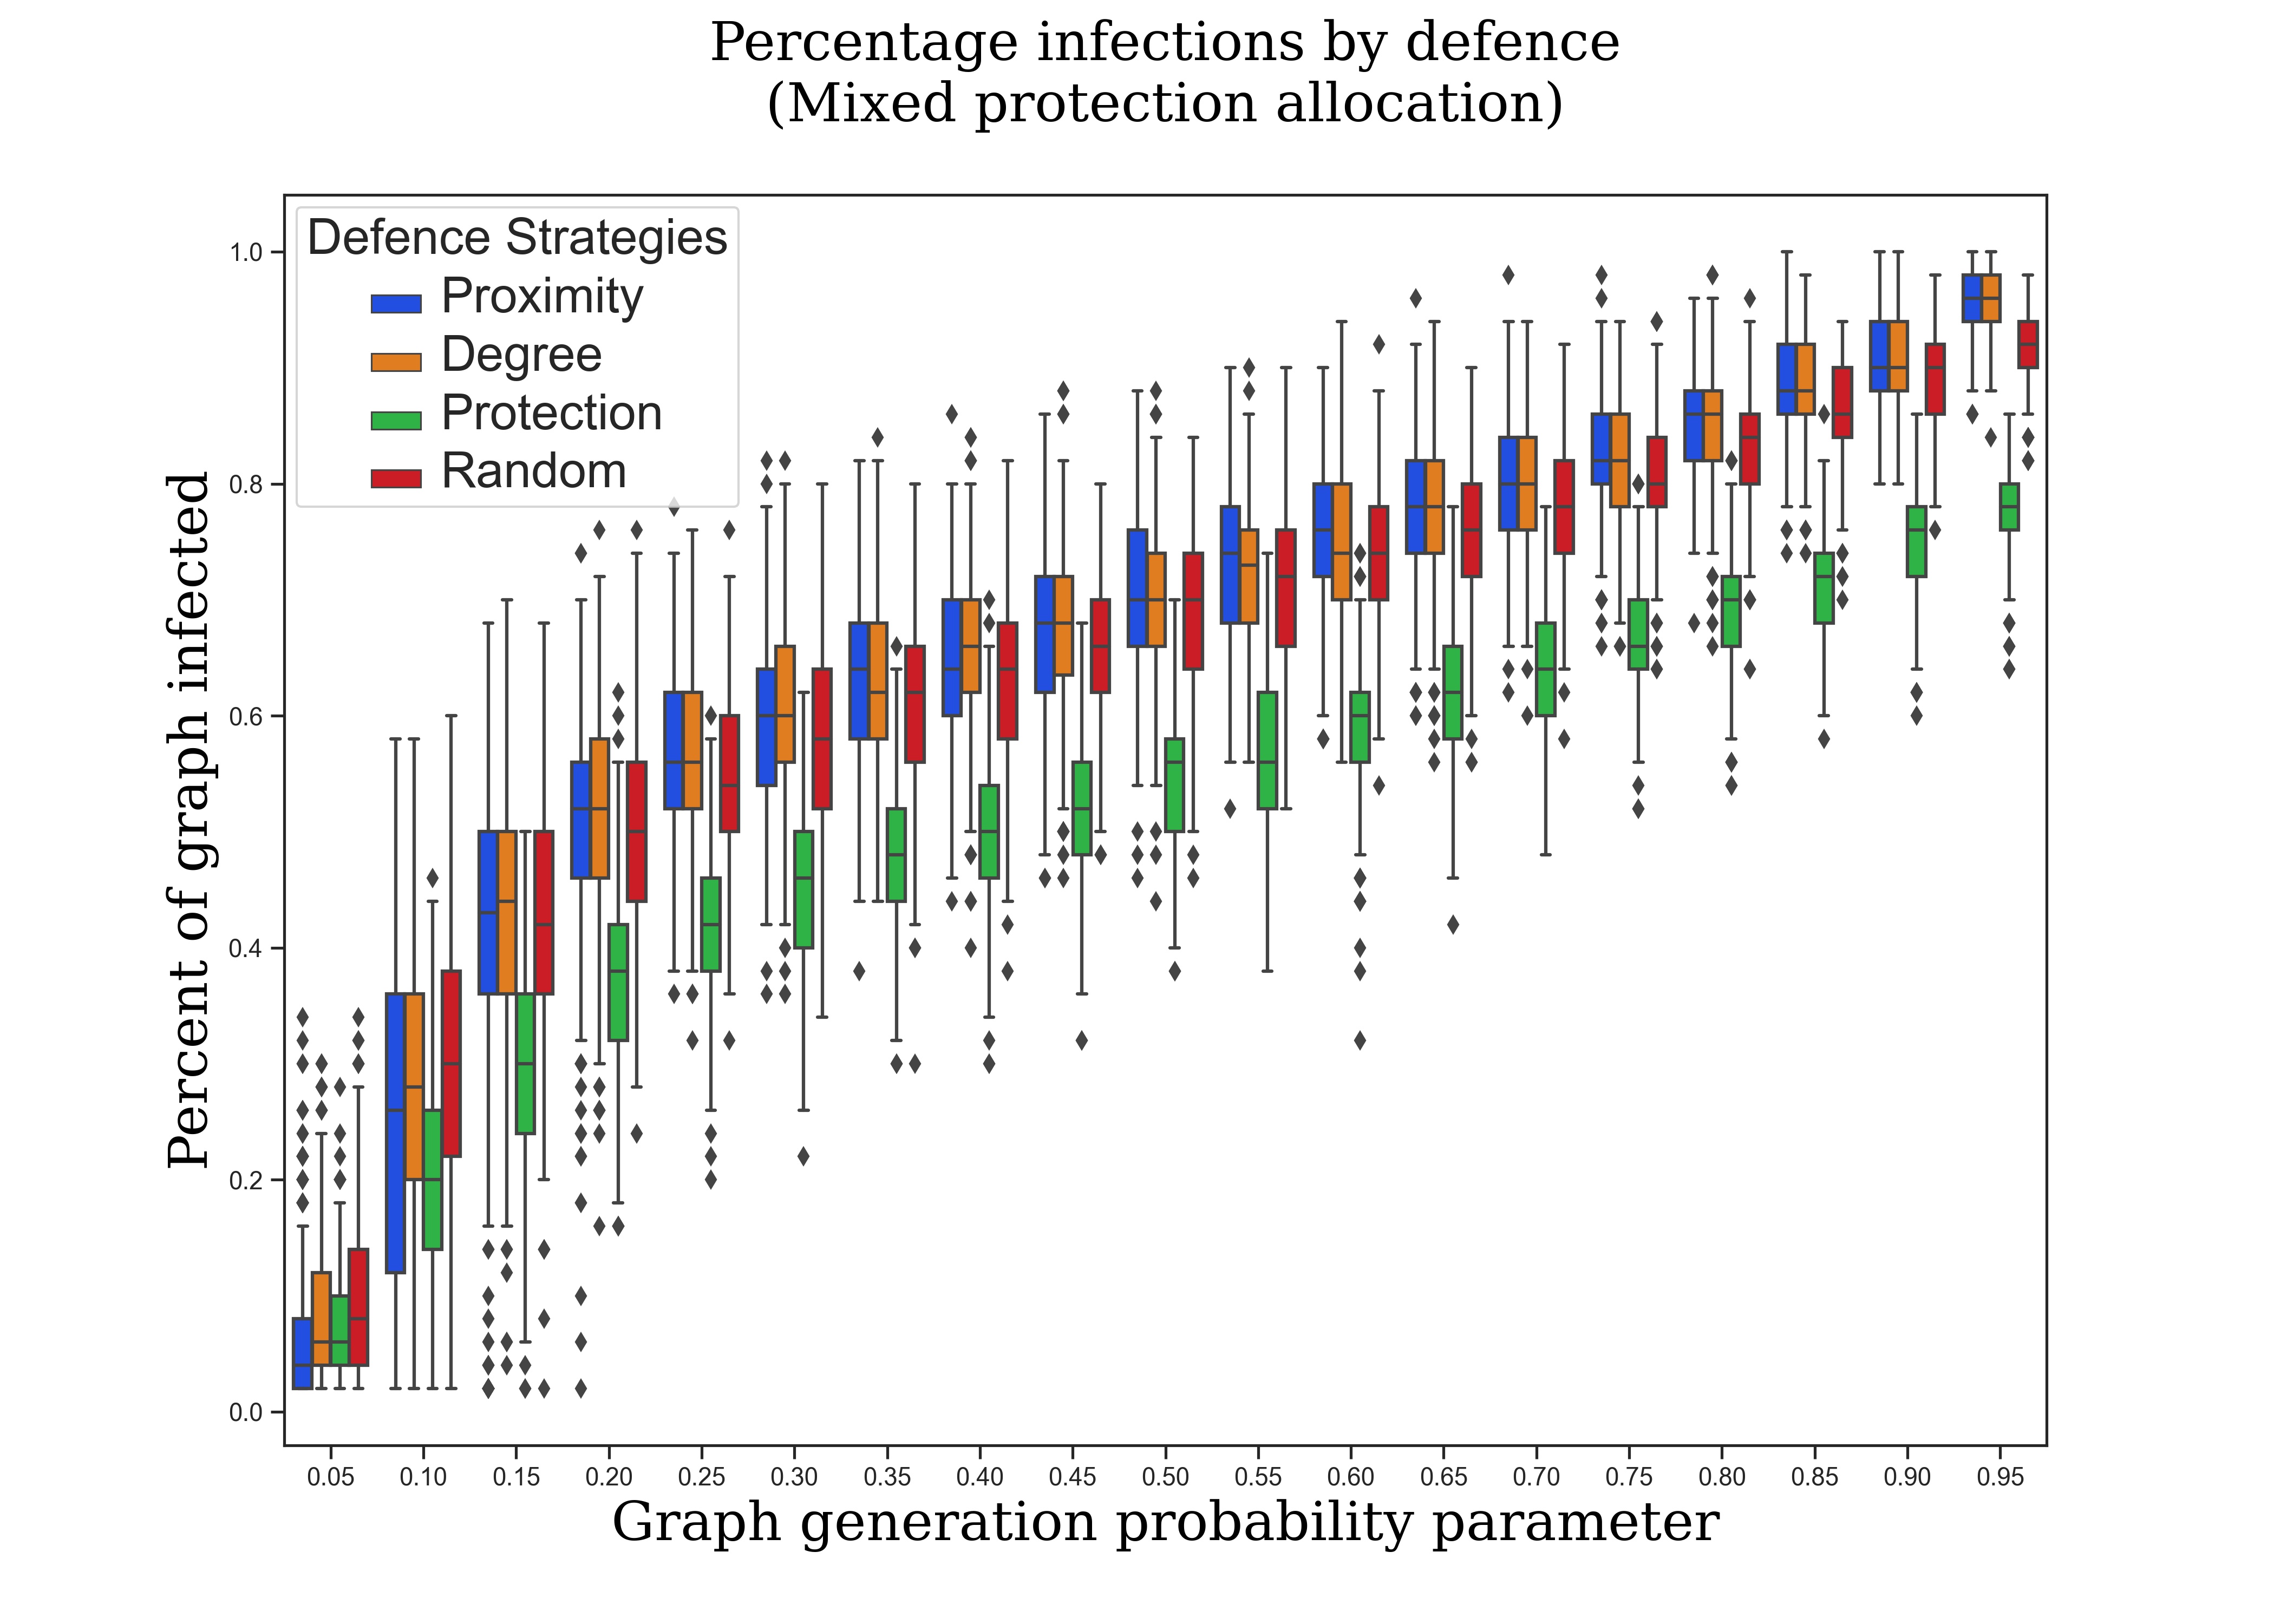 Percentage infections by defence
(Mixed protection allocation)
Defence Strategies
Proximity
Degree
Protection
Random
Percent of graph infected
1.0
0.8
0.6
0.4
0.2
0.0
0.05 0.10 0.15 0.20 0.25 0.30 0.35 0.40 0.45 0.50 0.55 0.60 0.65 0.70 0.75 0.80 0.85 0.90 0.95
Graph generation probability parameter